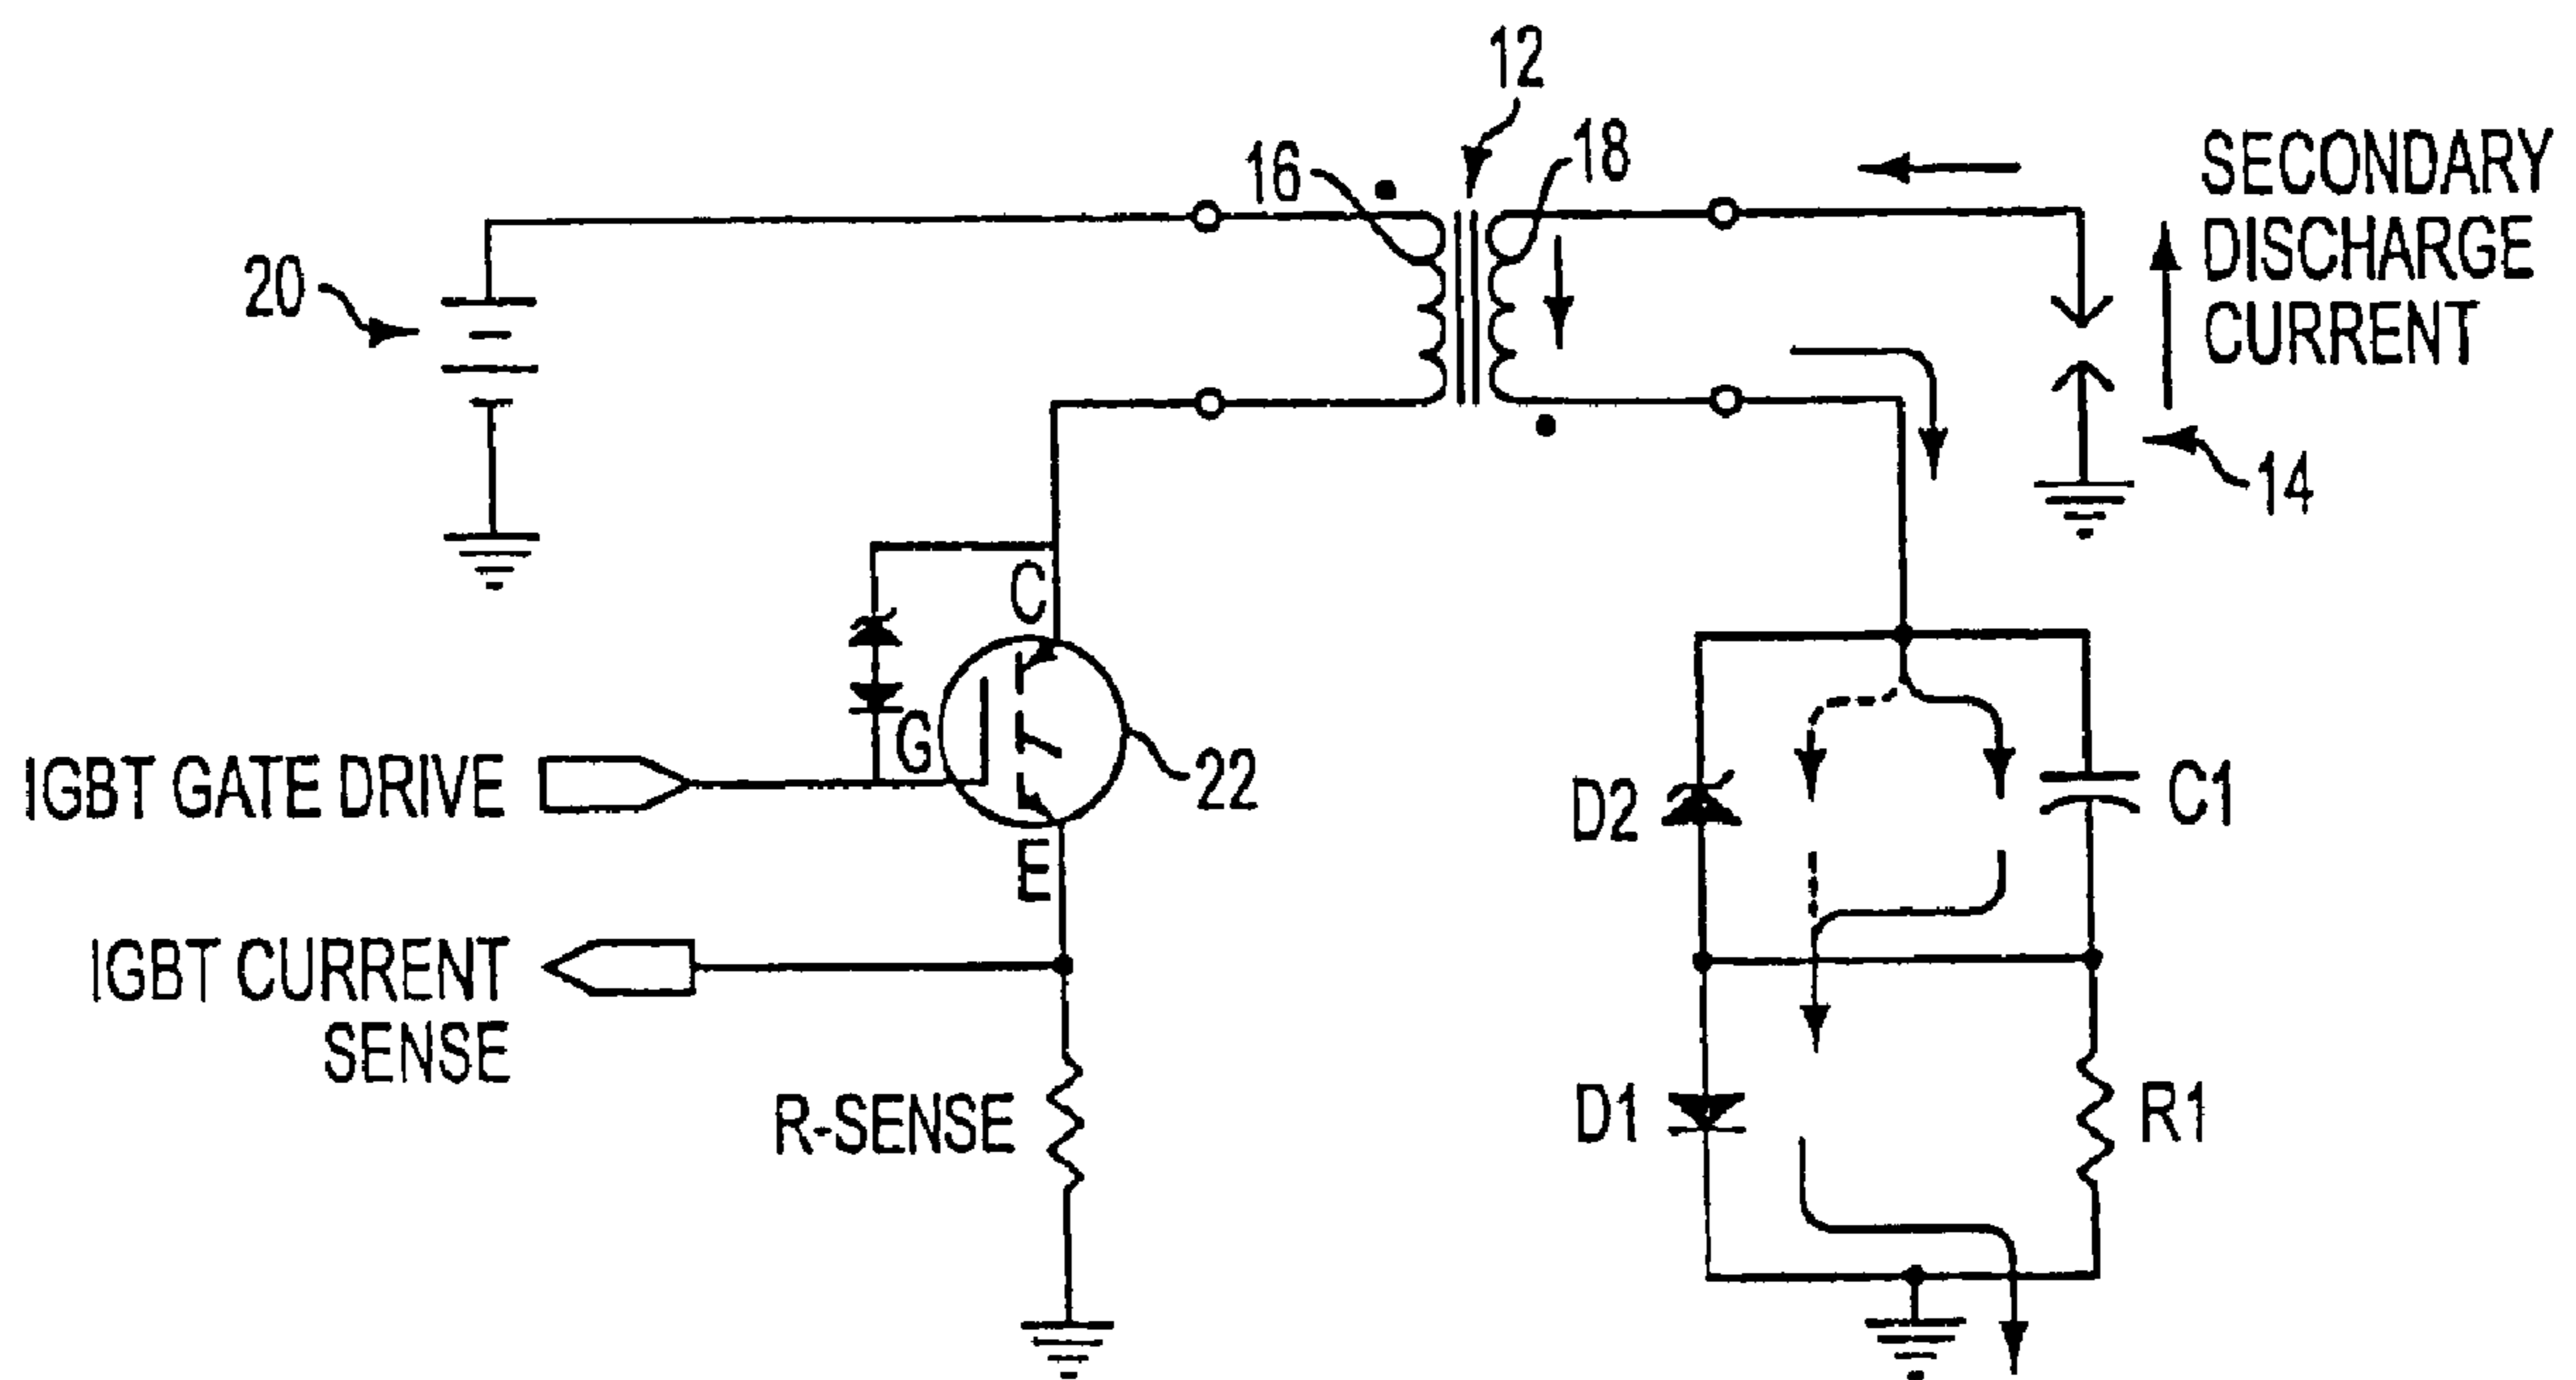 12
16
18
SECONDARY
DISCHARGE
CURRENT
20
14
C
G
IGBT GATE DRIVE
22
E
D2
C1
IGBT CURRENT
SENSE
R-SENSE
D1
R1